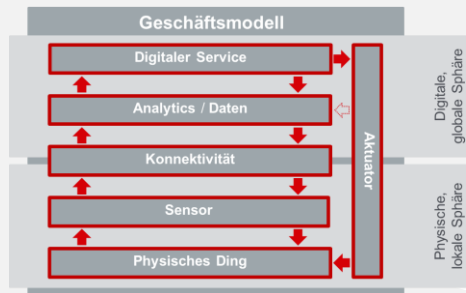 Geschäftsmodell
Digitaler Service
Analytics / Daten
Konnektivität
Sensor
Physisches Ding
Aktuator
Digitale,
globale Sphäre
Physische,
lokale Sphäre